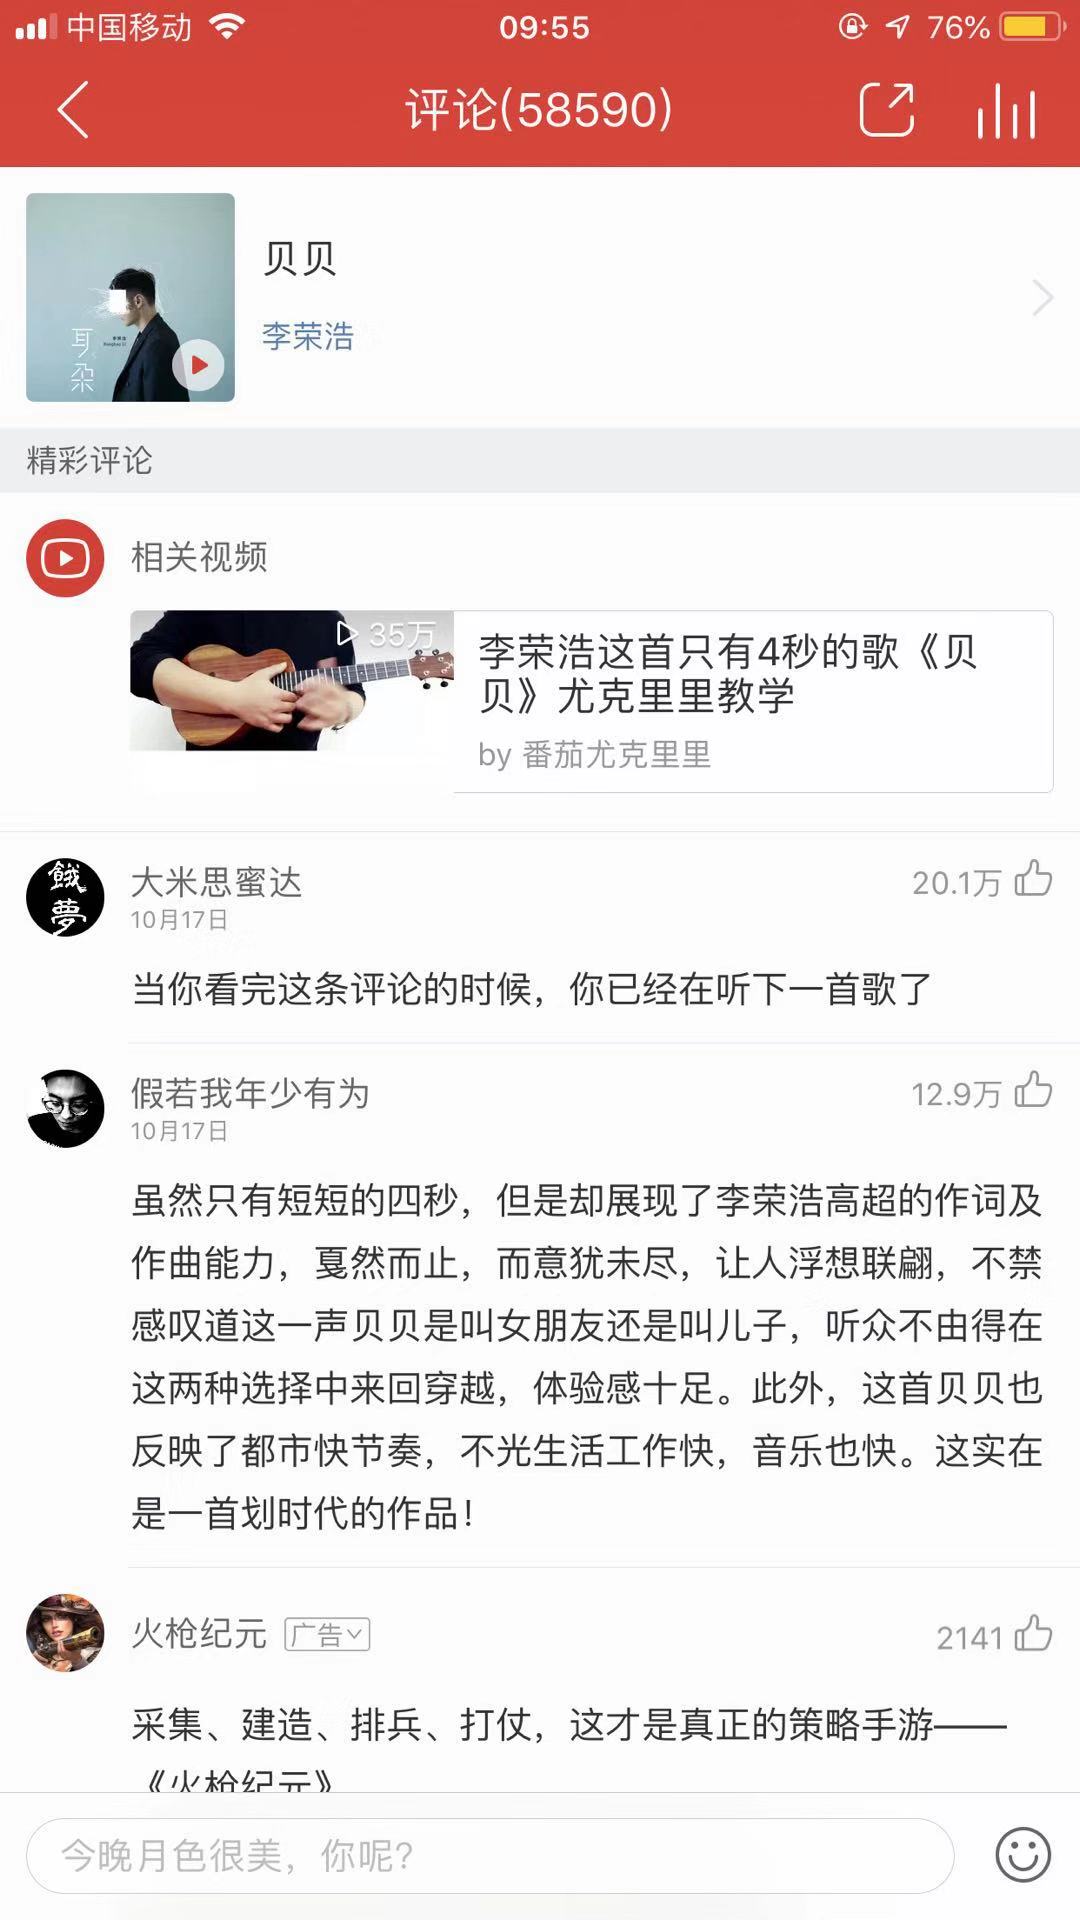 中国移动
09:55
76%
评论(58590)
贝贝
李荣浩
耳朵
精彩评论
相关视频
35万
李荣浩这首只有4秒的歌《贝
贝》尤克里里教学
by 番茄尤克里里
餓夢
大米思蜜达
20.1万
10月17日
当你看完这条评论的时候，你已经在听下一首歌了
假若我年少有为
12.9万
10月17日
虽然只有短短的四秒，但是却展现了李荣浩高超的作词及
作曲能力，戛然而止，而意犹未尽，让人浮想联翩，不禁
感叹道这一声贝贝是叫女朋友还是叫儿子，听众不由得在
这两种选择中来回穿越，体验感十足。此外，这首贝贝也
反映了都市快节奏，不光生活工作快，音乐也快。这实在
是一首划时代的作品！
火枪纪元 广告
2141
采集、建造、排兵、打仗，这才是真正的策略手游——
《火枪纪元》
今晚月色很美，你呢？